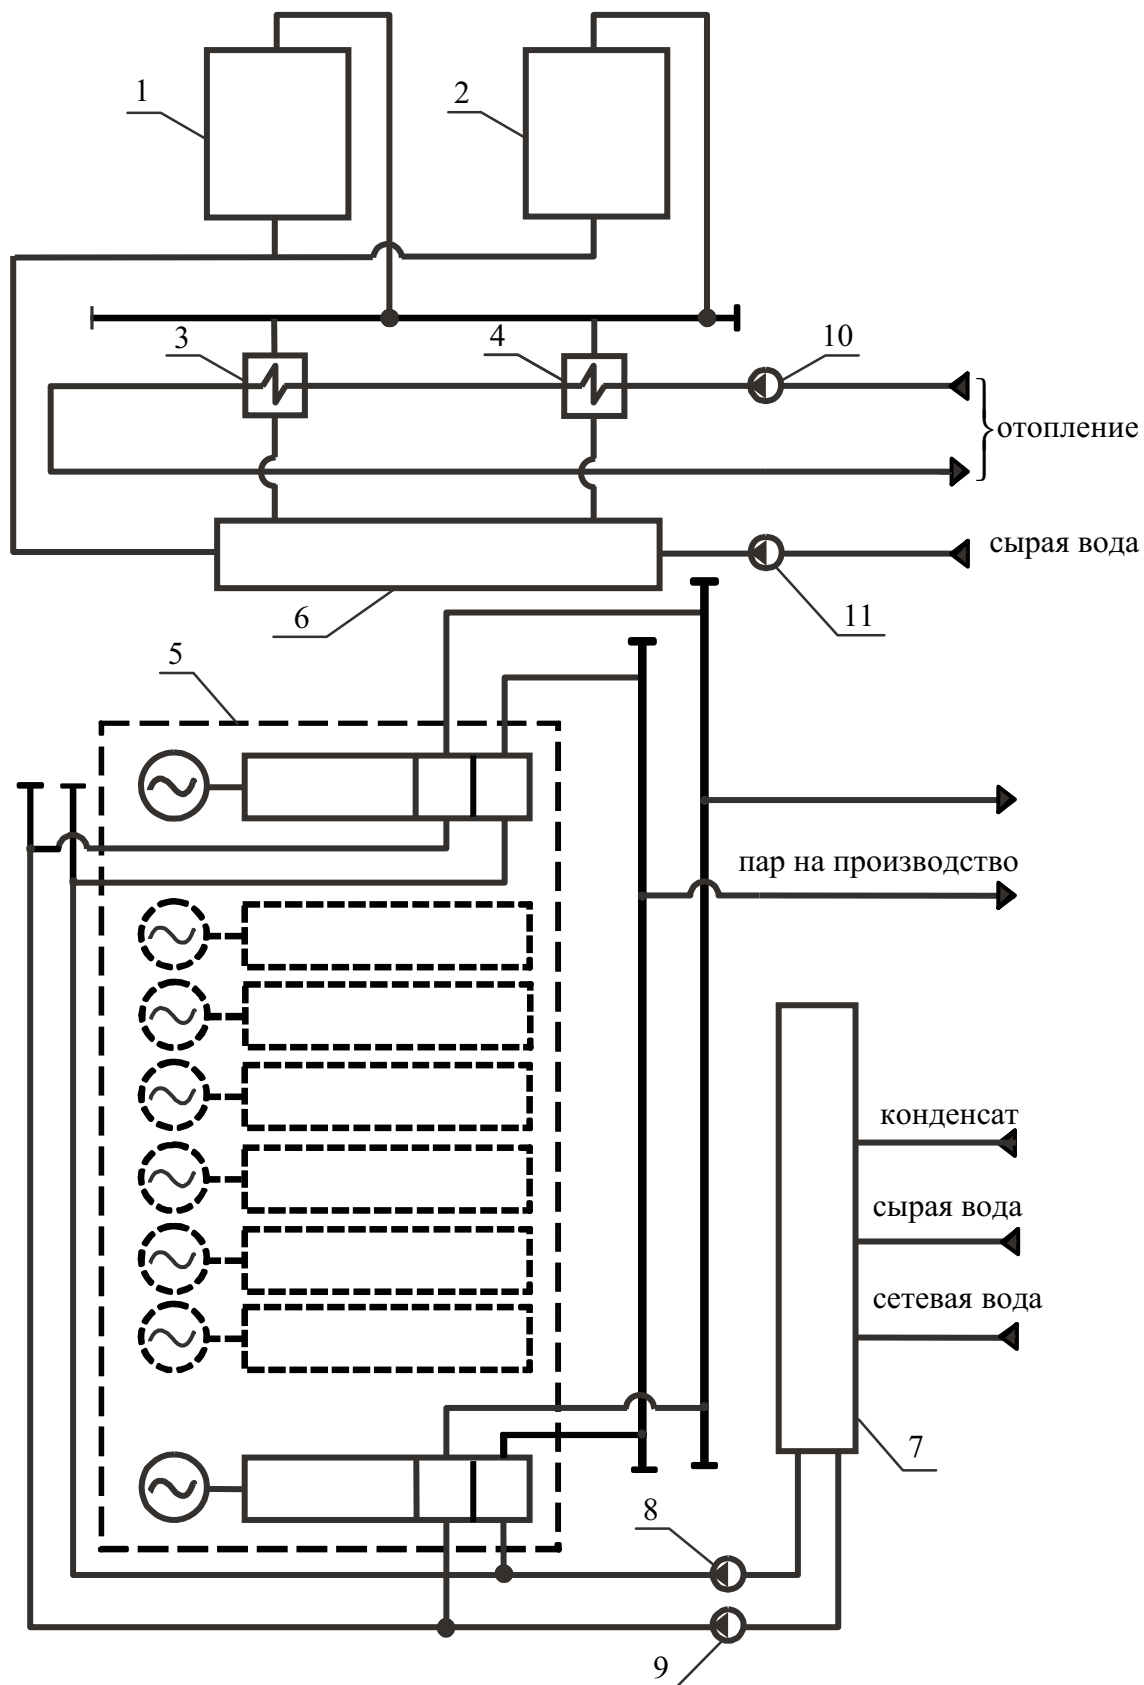 1
2
3
4
10
отопление
сырая вода
6
11
5
пар на производство
конденсат
сырая вода
сетевая вода
7
8
9